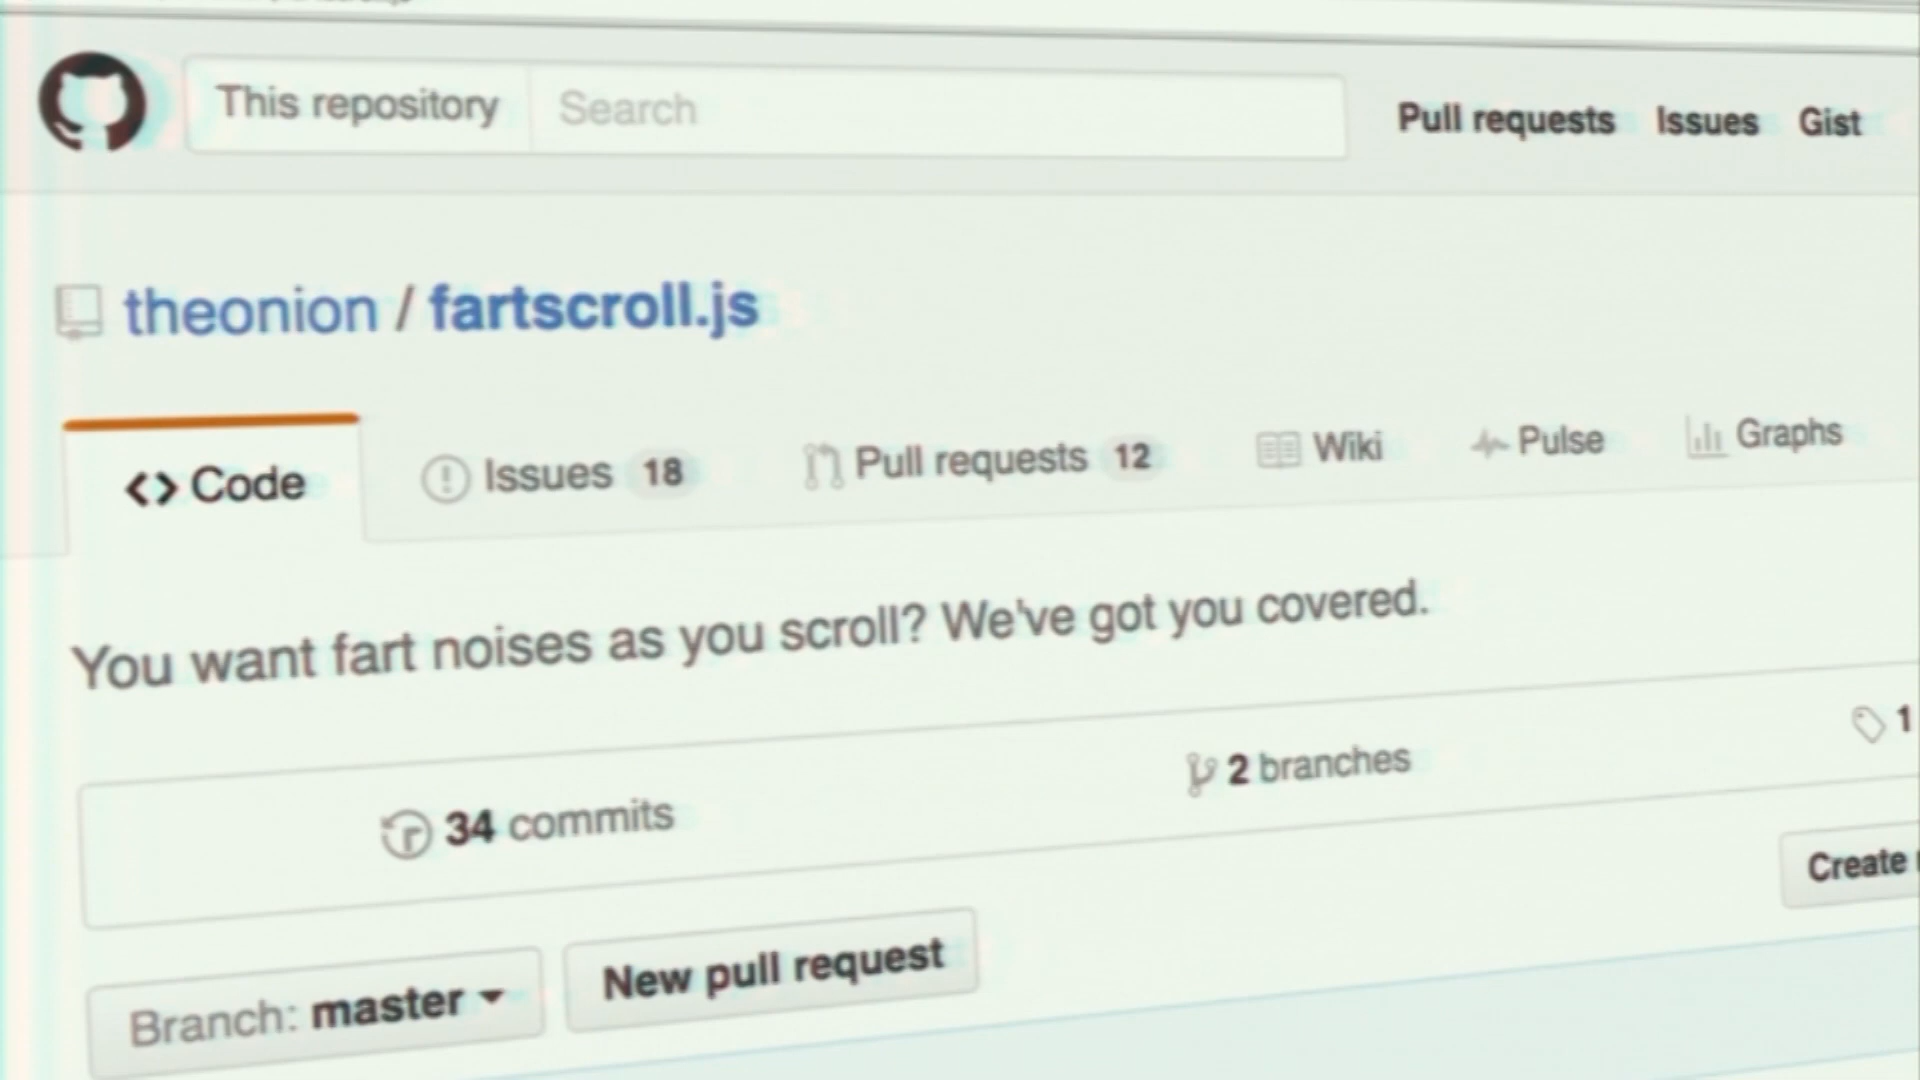 This repository Search Pull requests Issues Gist
theonion / fartscroll.js
Code Issues 18 Pull requests 12 Wiki Pulse Graphs
You want fart noises as you scroll? We've got you covered.
34 commits 2 branches 1
Create
Branch: master New pull request